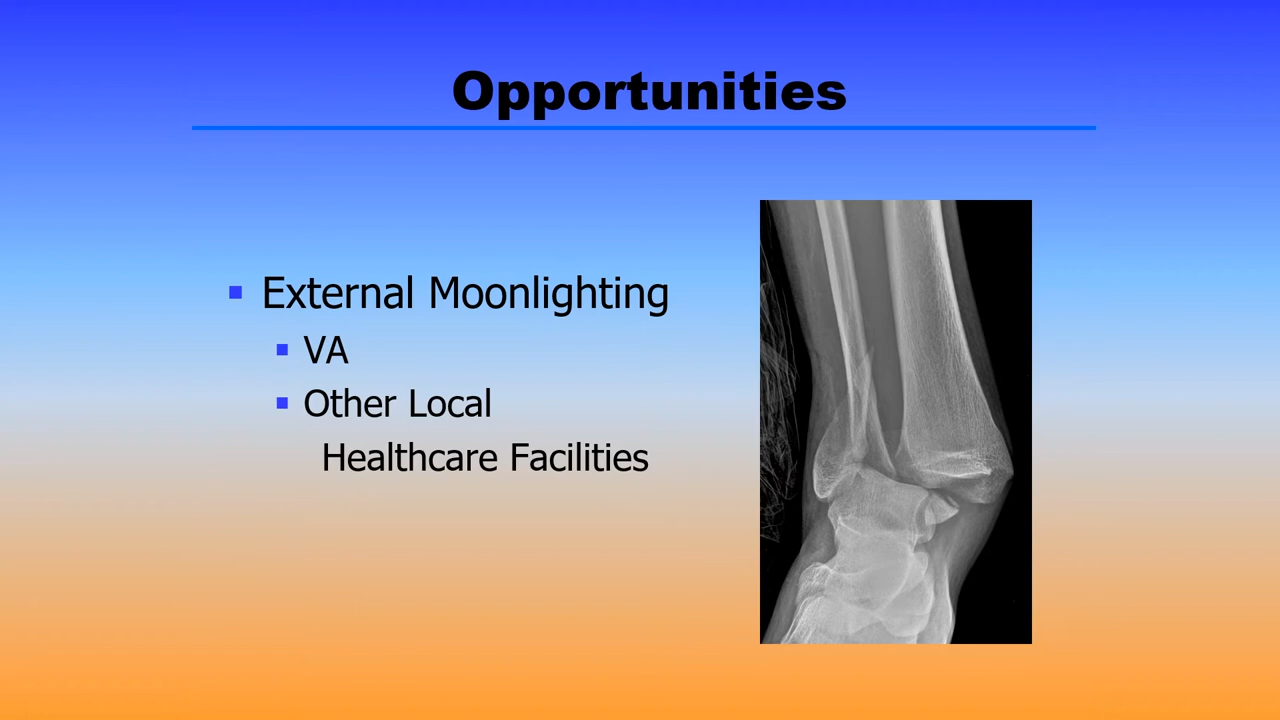 Opportunities
External Moonlighting
VA
Other Local
Healthcare Facilities